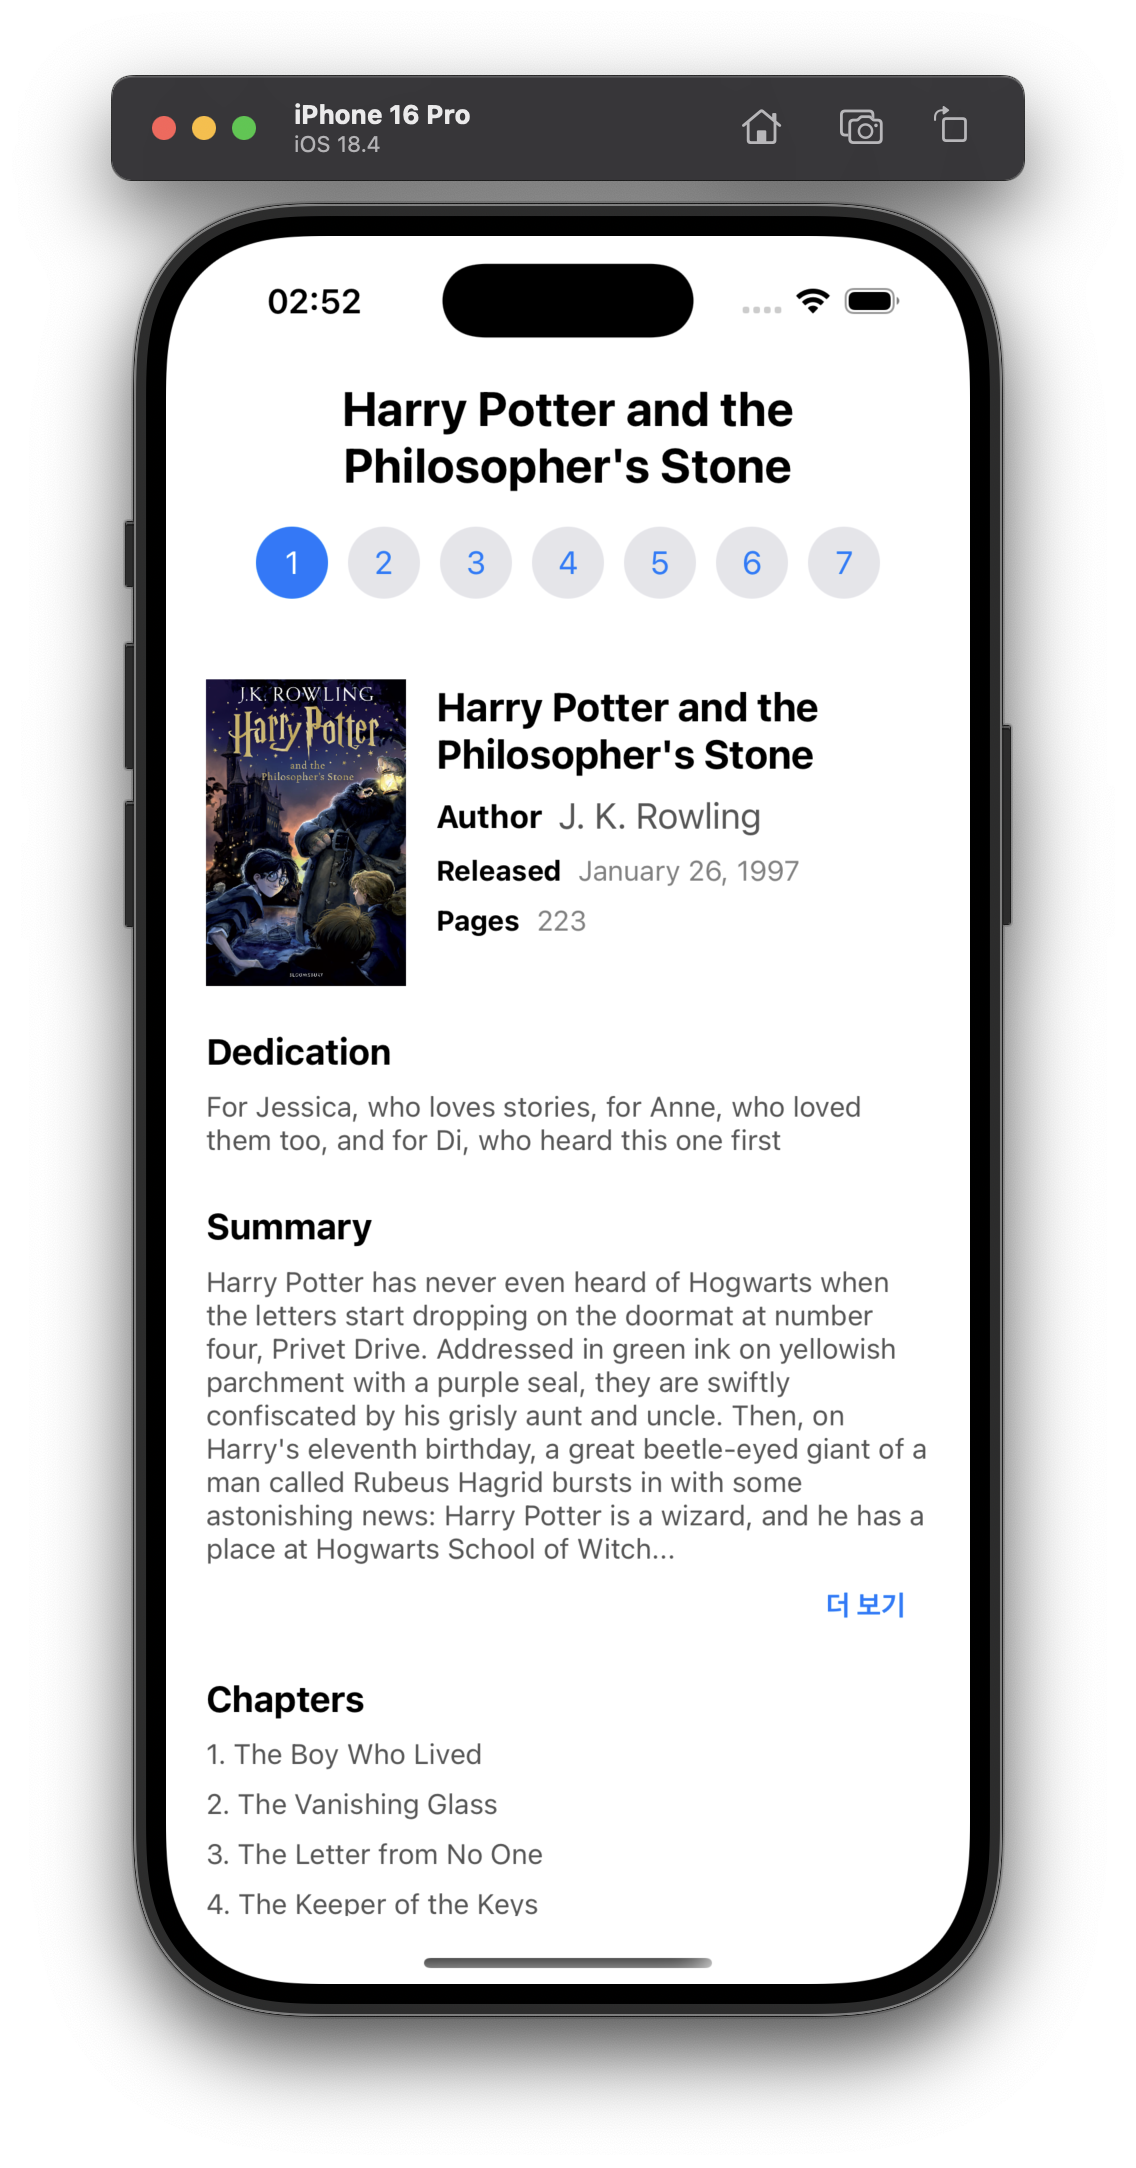 iPhone 16 Pro
iOS 18.4
02:52
Harry Potter and the
Philosopher's Stone
1 2 3 4 5 6 7
J.K. ROWLING
Harry Potter
and the
Philosopher's Stone
BLOOMSBURY
Harry Potter and the
Philosopher's Stone
Author J. K. Rowling
Released January 26, 1997
Pages 223
Dedication
For Jessica, who loves stories, for Anne, who loved
them too, and for Di, who heard this one first
Summary
Harry Potter has never even heard of Hogwarts when
the letters start dropping on the doormat at number
four, Privet Drive. Addressed in green ink on yellowish
parchment with a purple seal, they are swiftly
confiscated by his grisly aunt and uncle. Then, on
Harry's eleventh birthday, a great beetle-eyed giant of a
man called Rubeus Hagrid bursts in with some
astonishing news: Harry Potter is a wizard, and he has a
place at Hogwarts School of Witch...
더 보기
Chapters
1. The Boy Who Lived
2. The Vanishing Glass
3. The Letter from No One
4. The Keeper of the Keys